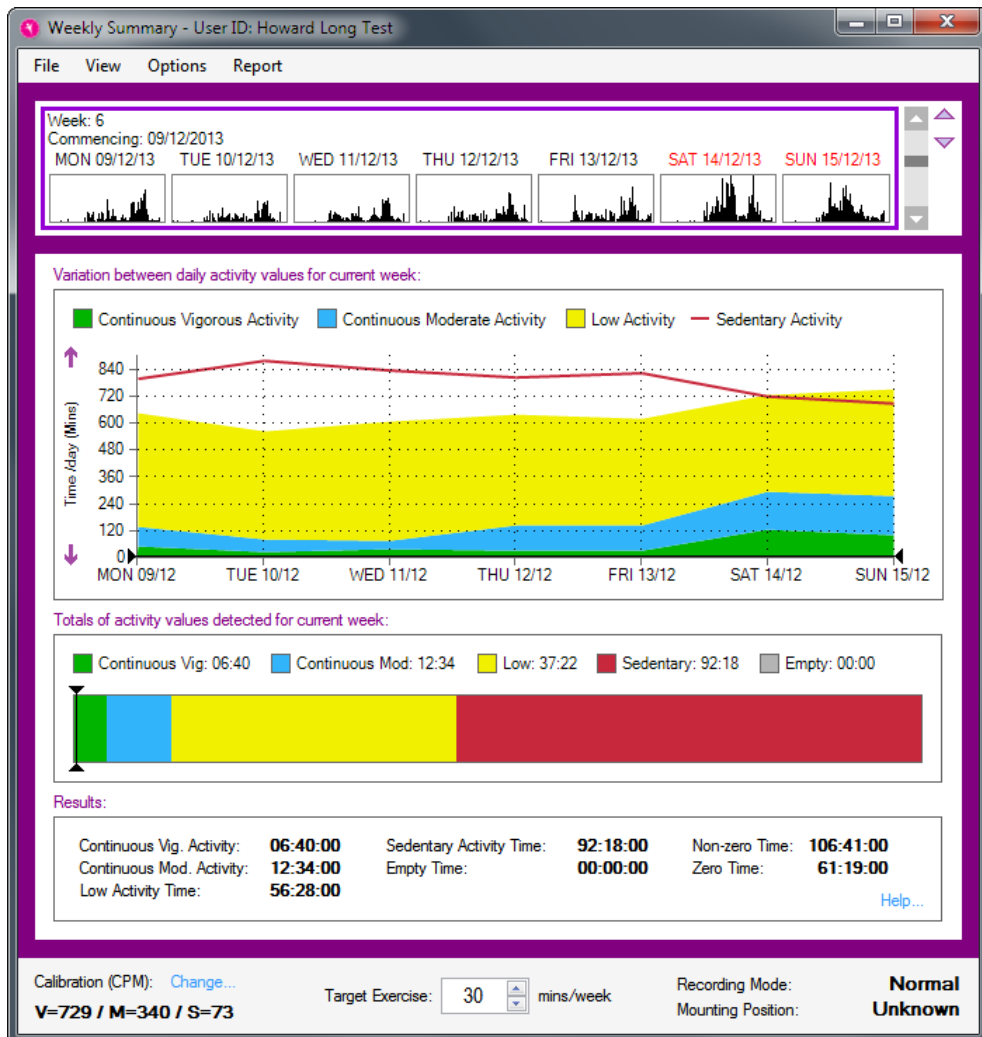 Weekly Summary - User ID: Howard Long Test
File View Options Report
Week: 6
Commencing: 09/12/2013
MON 09/12/13 TUE 10/12/13 WED 11/12/13 THU 12/12/13 FRI 13/12/13 SAT 14/12/13 SUN 15/12/13
Variation between daily activity values for current week:
Continuous Vigorous Activity Continuous Moderate Activity Low Activity Sedentary Activity
Time /day (Mins)
840
720
600
480
360
240
120
0
MON 09/12 TUE 10/12 WED 11/12 THU 12/12 FRI 13/12 SAT 14/12 SUN 15/12
Totals of activity values detected for current week:
Continuous Vig: 06:40 Continuous Mod: 12:34 Low: 37:22 Sedentary: 92:18 Empty: 00:00
Results:
Continuous Vig. Activity: 06:40:00 Sedentary Activity Time: 92:18:00 Non-zero Time: 106:41:00
Continuous Mod. Activity: 12:34:00 Empty Time: 00:00:00 Zero Time: 61:19:00
Low Activity Time: 56:28:00
Help...
Calibration (CPM): Change... Target Exercise: 30 mins/week Recording Mode: Normal
V=729 / M=340 / S=73 Mounting Position: Unknown